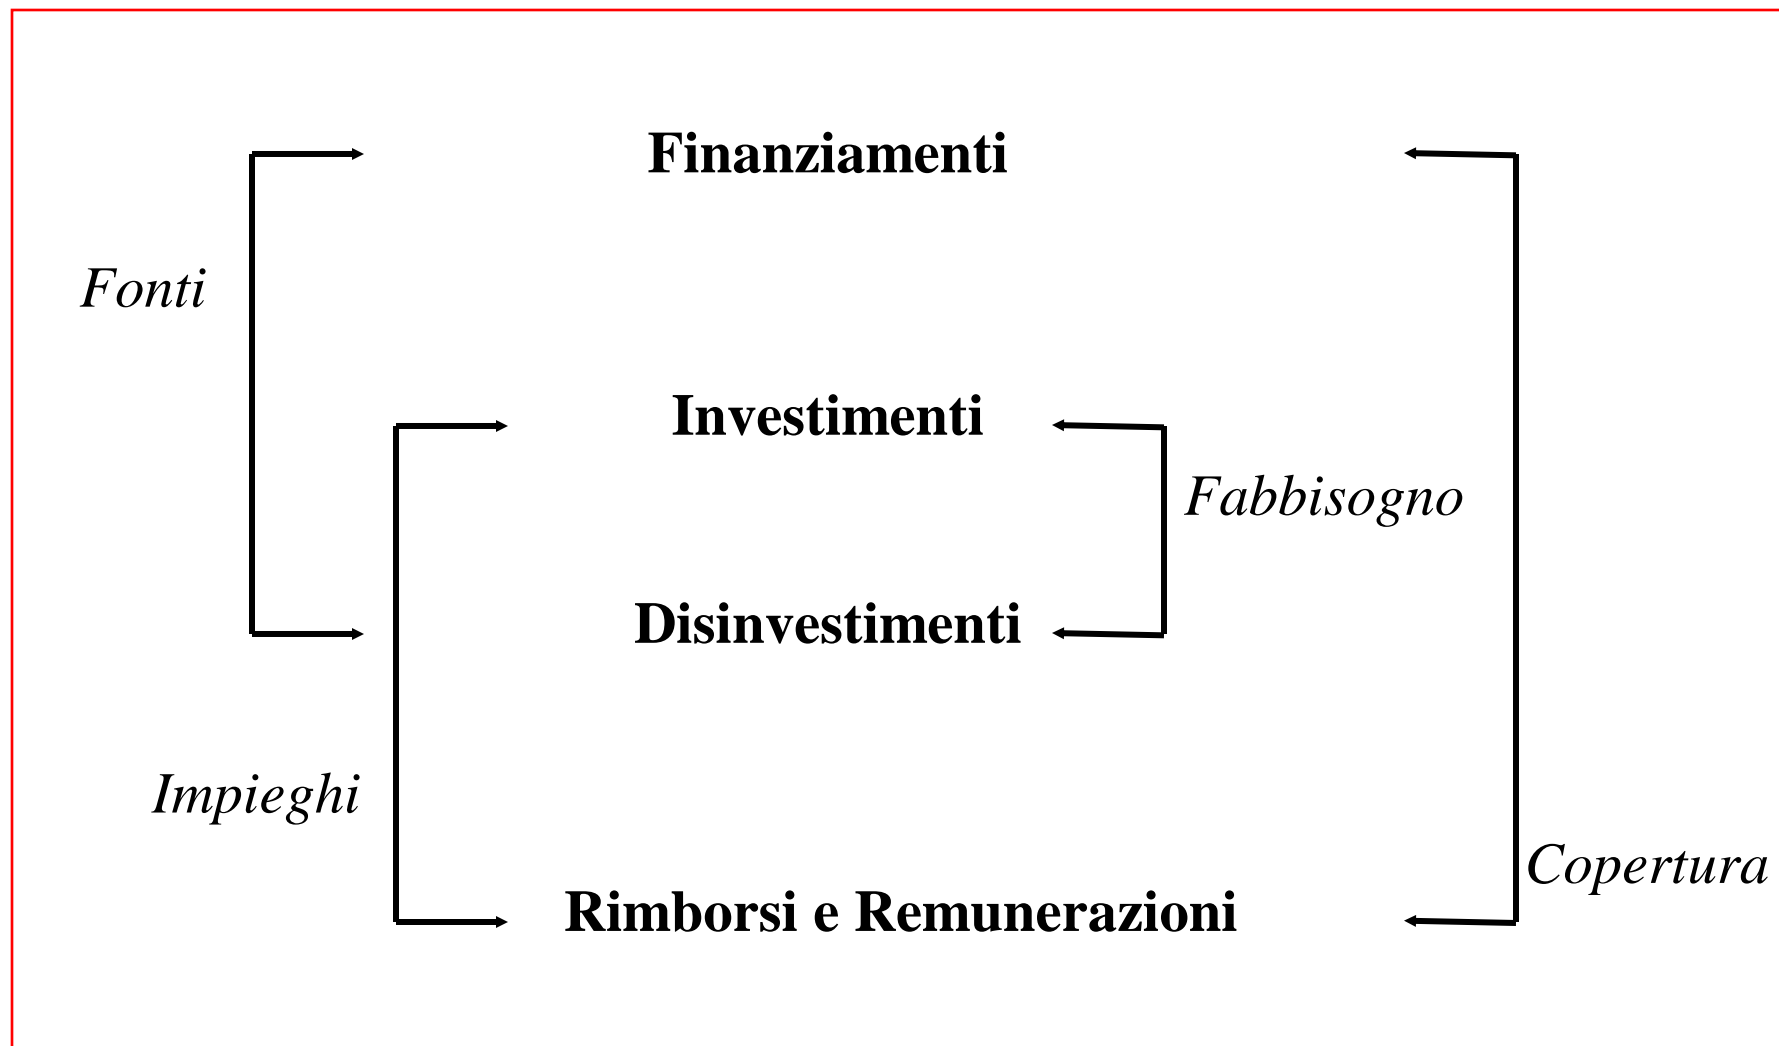 Finanziamenti
Fonti
Investimenti
Fabbisogno
Disinvestimenti
Impieghi
Copertura
Rimborsi e Remunerazioni